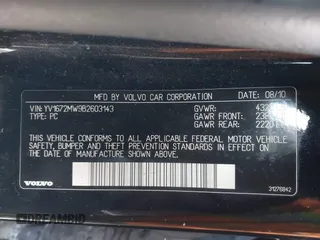 MFD BY VOLVO CAR CORPORATION DATE: 08/10
VIN: YV1672MW9B2603143 GVWR:
TYPE: PC GAWR FRONT:
GAWR REAR:
THIS VEHICLE CONFORMS TO ALL APPLICABLE
FEDERAL MOTOR VEHICLE SAFETY,
BUMPER AND THEFT PREVENTION
STANDARDS IN EFFECT ON THE
DATE OF MANUFACTURE SHOWN ABOVE.
VOLVO
31276842
DREAMBID